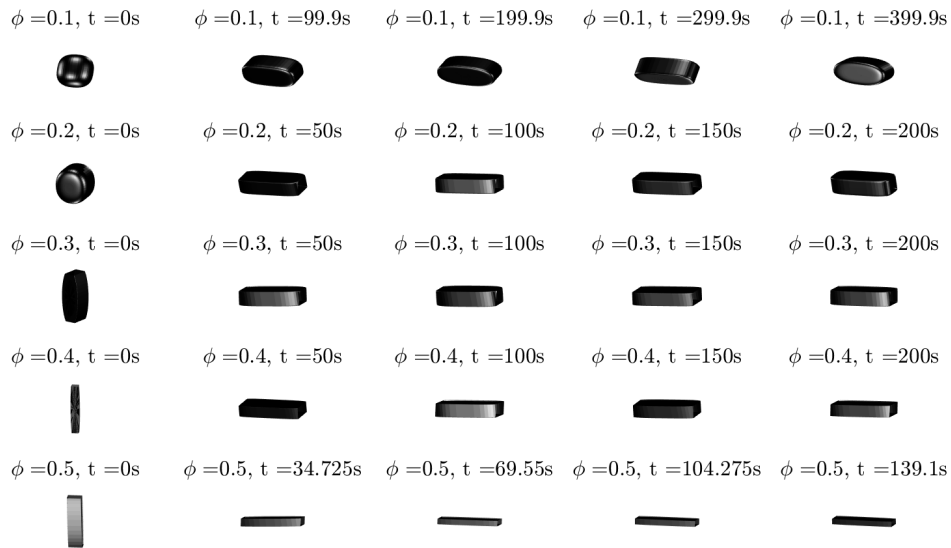 ϕ =0.1, t =0s ϕ =0.1, t =99.9s ϕ =0.1, t =199.9s ϕ =0.1, t =299.9s ϕ =0.1, t =399.9s
ϕ =0.2, t =0s ϕ =0.2, t =50s ϕ =0.2, t =100s ϕ =0.2, t =150s ϕ =0.2, t =200s
ϕ =0.3, t =0s ϕ =0.3, t =50s ϕ =0.3, t =100s ϕ =0.3, t =150s ϕ =0.3, t =200s
ϕ =0.4, t =0s ϕ =0.4, t =50s ϕ =0.4, t =100s ϕ =0.4, t =150s ϕ =0.4, t =200s
ϕ =0.5, t =0s ϕ =0.5, t =34.725s ϕ =0.5, t =69.55s ϕ =0.5, t =104.275s ϕ =0.5, t =139.1s